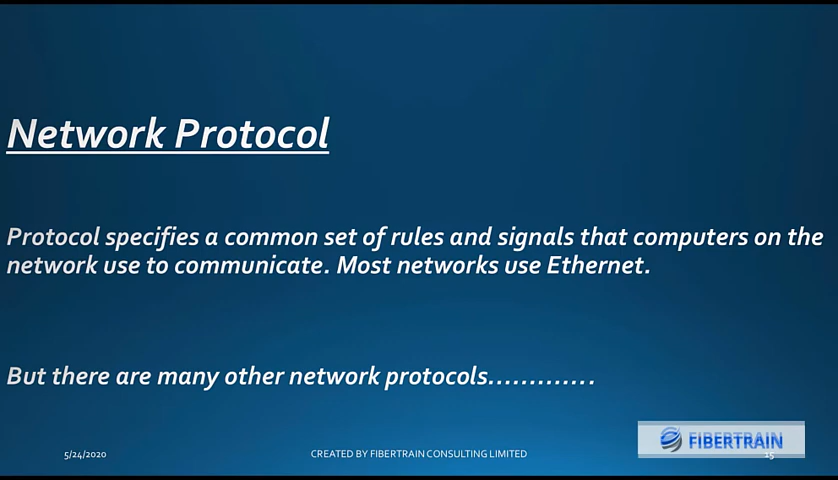 Network Protocol
Protocol specifies a common set of rules and signals that computers on the
network use to communicate. Most networks use Ethernet.
But there are many other network protocols.............
FIBERTRAIN
5/24/2020
CREATED BY FIBERTRAIN CONSULTING LIMITED
15